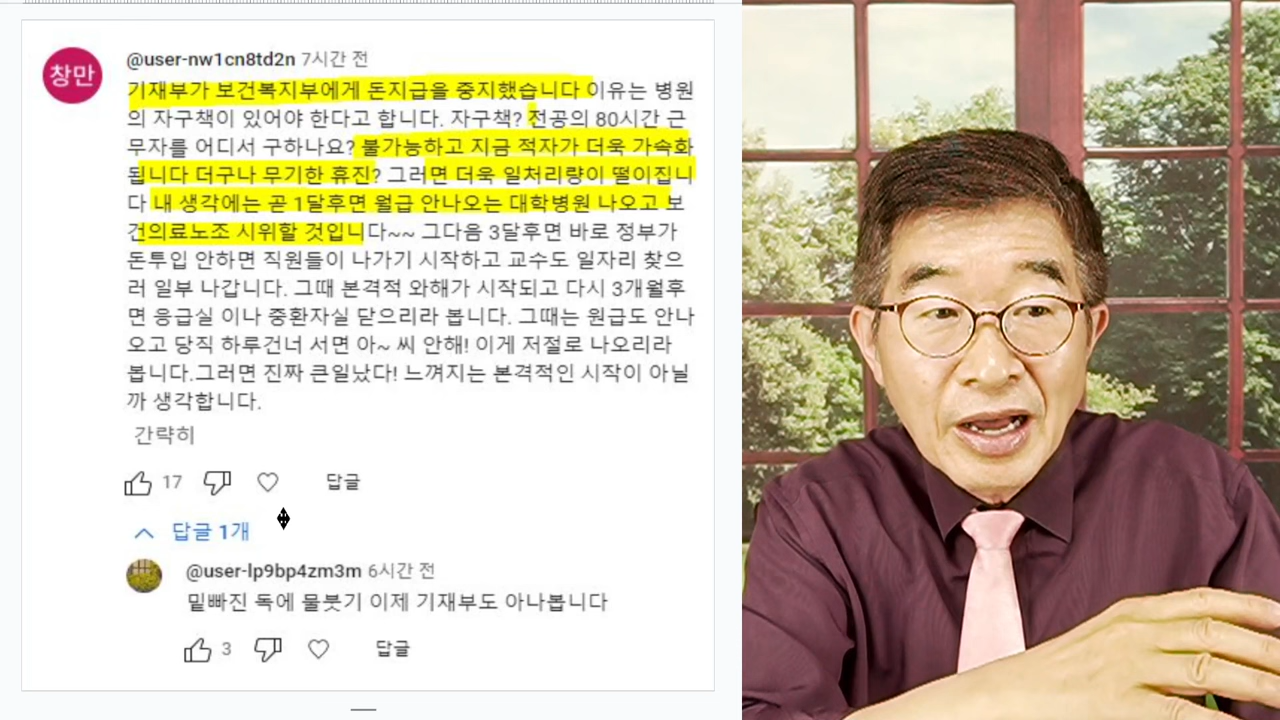 창만
@user-nw1cn8td2n 7시간 전
기재부가 보건복지부에게 돈지급을 중지했습니다 이유는 병원
의 자구책이 있어야 한다고 합니다. 자구책? 전공의 80시간 근
무자를 어디서 구하나요? 불가능하고 지금 적자가 더욱 가속화
됩니다 더구나 무기한 휴진? 그러면 더욱 일처리량이 떨이집니
다 내 생각에는 곧 1달후면 월급 안나오는 대학병원 나오고 보
건의료노조 시위할 것입니다~~ 그다음 3달후면 바로 정부가
돈투입 안하면 직원들이 나가기 시작하고 교수도 일자리 찾으
러 일부 나갑니다. 그때 본격적 와해가 시작되고 다시 3개월후
면 응급실 이나 중환자실 닫으리라 봅니다. 그때는 원급도 안나
오고 당직 하루건너 서면 아~ 씨 안해! 이게 저절로 나오리라
봅니다.그러면 진짜 큰일났다! 느껴지는 본격적인 시작이 아닐
까 생각합니다.
간략히
17 답글
답글 1개
@user-lp9bp4zm3m 6시간 전
밑빠진 독에 물붓기 이제 기재부도 아나봅니다
3 답글